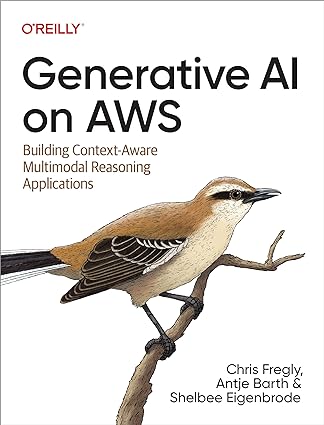 O'REILLY®
Generative AI
on AWS
Building Context-Aware
Multimodal Reasoning
Applications
Chris Fregly,
Antje Barth &
Shelbee Eigenbrode